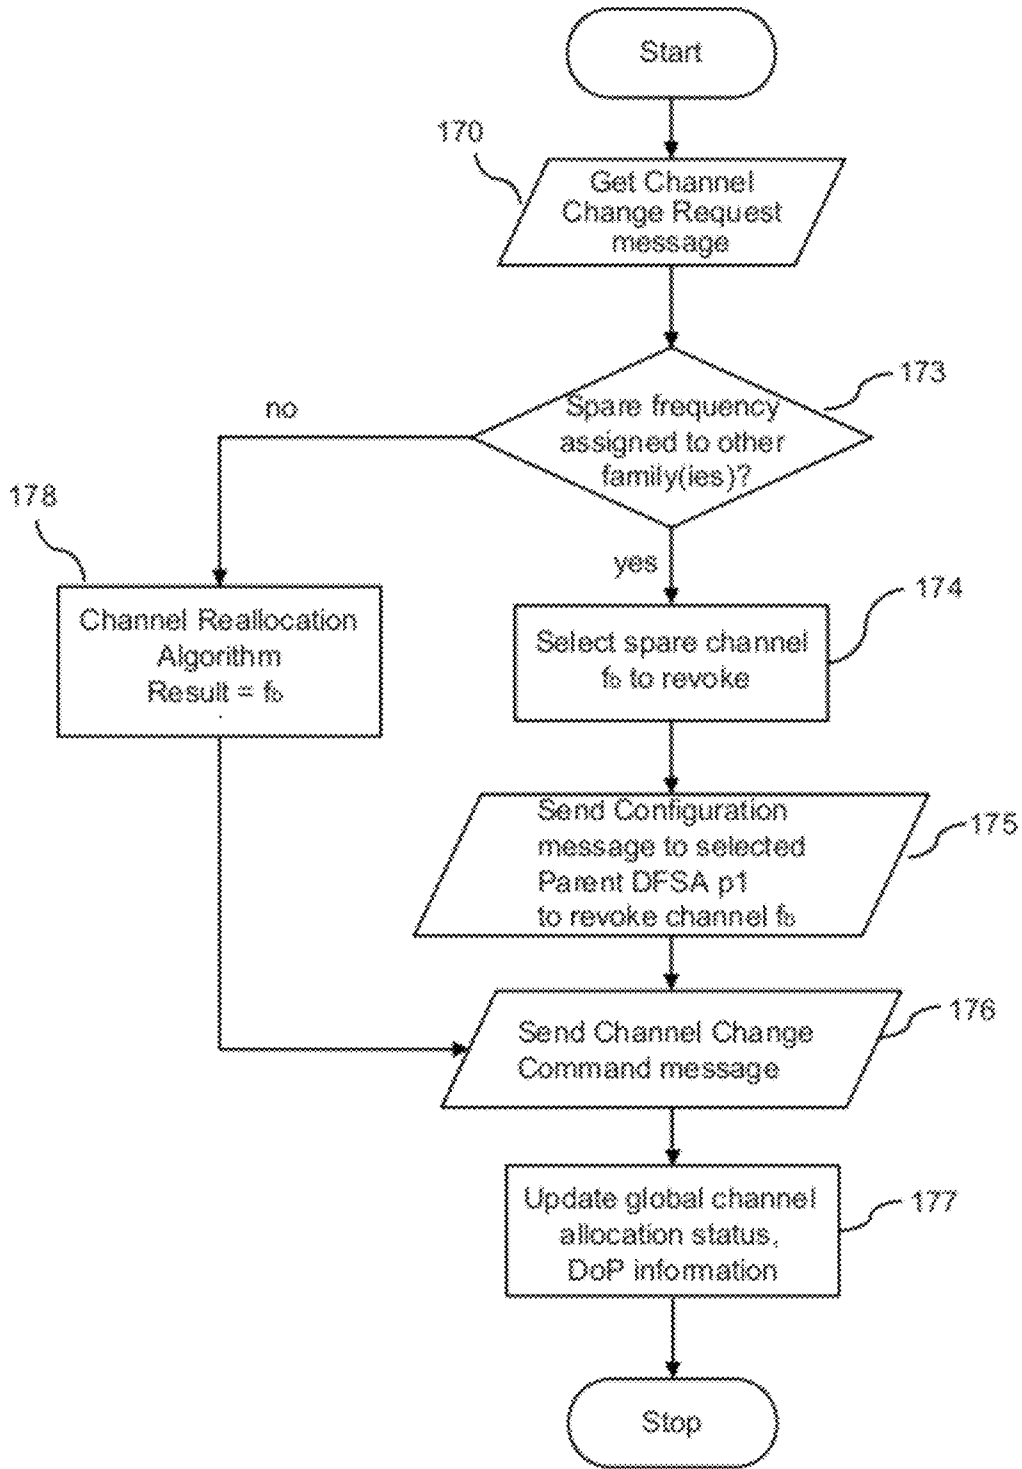 Start
170
Get Channel
Change Request
message
173
Spare frequency
assigned to other
family(ies)?
no
yes
178
Channel Reallocation
Algorithm
Result = fb
174
Select spare channel
fb to revoke
Send Configuration
message to selected
Parent DFSA p1
to revoke channel fb
175
Send Channel Change
Command message
176
Update global channel
allocation status,
DoP information
177
Stop